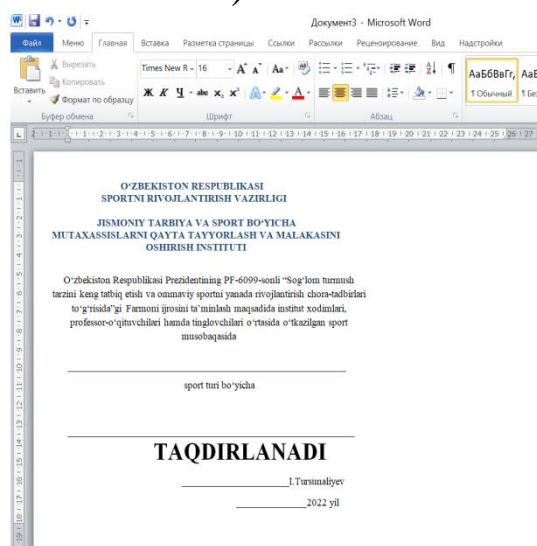 Документ3 - Microsoft Word
Файл Меню Главная Вставка Разметка страницы Ссылки Рассылки Рецензирование Вид Надстройки
Вставить
Вырезать
Копировать
Формат по образцу
Буфер обмена
Times New R 16
Ж К Ч abc x₂ x²
Шрифт
Абзац
АаБбВвГг,
¶ Обычный
O‘ZBEKISTON RESPUBLIKASI
SPORTNI RIVOJLANTIRISH VAZIRLIGI
JISMONIY TARBIYA VA SPORT BO‘YICHA
MUTAXASSISLARNI QAYTA TAYYORLASH VA MALAKASINI
OSHIRISH INSTITUTI
O‘zbekiston Respublikasi Prezidentining PF-6099-sonli “Sog‘lom turmush
tarzini keng tatbiq etish va ommaviy sportni yanada rivojlantirish chora-tadbirlari
to‘g‘risida”gi Farmoni ijrosini ta’minlash maqsadida institut xodimlari,
professor-o‘qituvchilari hamda tinglovchilari o‘rtasida o‘tkazilgan sport
musobaqasida
sport turi bo‘yicha
TAQDIRLANADI
I.Tursunaliyev
2022 yil